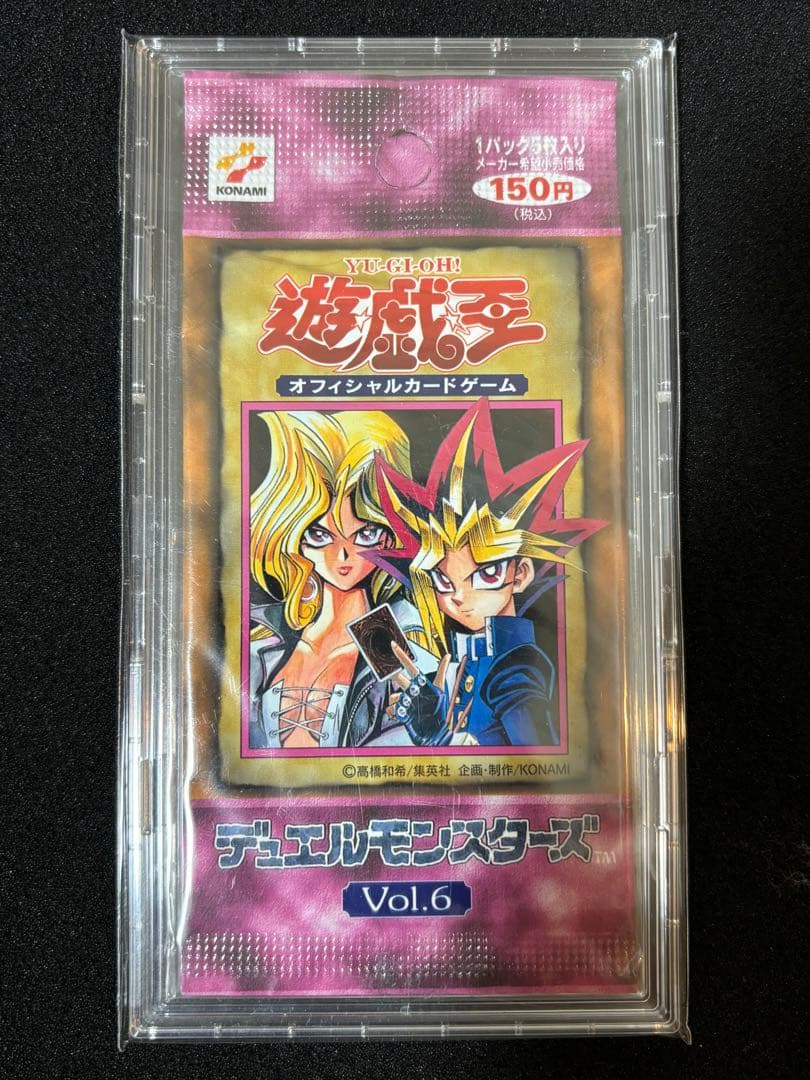 KONAMI
1パック5枚入り
メーカー希望小売価格
150円
(税込)
YU-GI-OH!
遊☆戯☆王
オフィシャルカードゲーム
©高橋和希/集英社 企画・制作/KONAMI
デュエルモンスターズ™
Vol.6